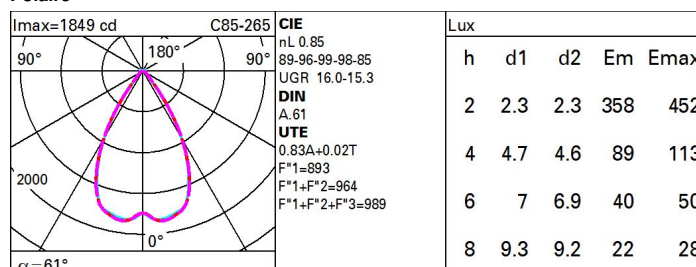 Imax=1849 cd C85-265
90° 180° 90°
2000
0°
α=61°
CIE
nL 0.85
89-96-99-98-85
UGR 16.0-15.3
DIN
A.61
UTE
0.83A+0.02T
F"1=893
F"1+F"2=964
F"1+F"2+F"3=989
Lux
h d1 d2 Em Emax
2 2.3 2.3 358 452
4 4.7 4.6 89 113
6 7 6.9 40 50
8 9.3 9.2 22 28